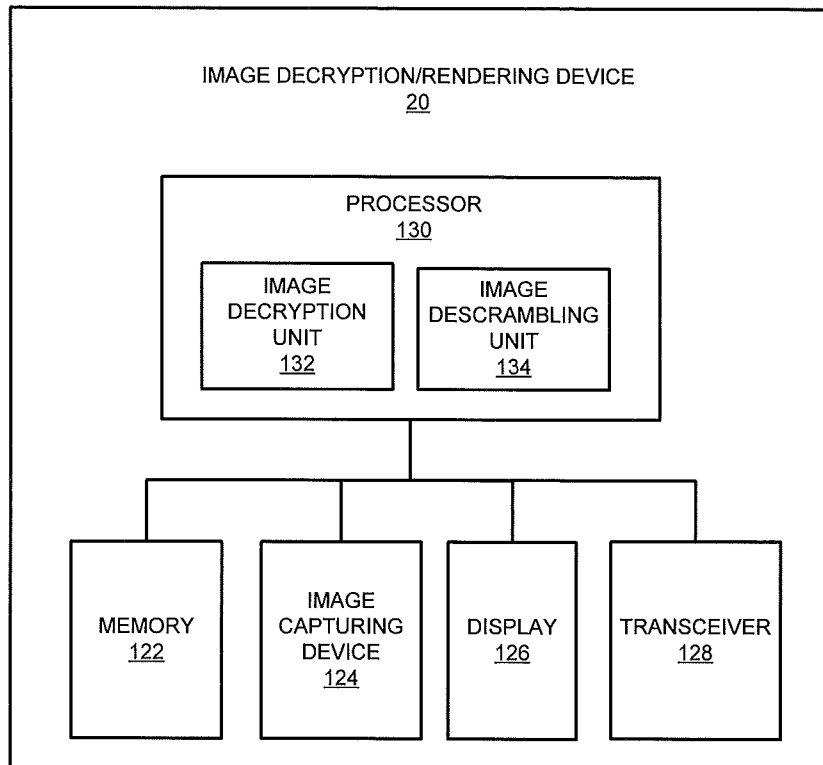 IMAGE DECRYPTION/RENDERING DEVICE
20
PROCESSOR
130
IMAGE
DECRYPTION
UNIT
132
IMAGE
DESCRAMBLING
UNIT
134
MEMORY
122
IMAGE
CAPTURING
DEVICE
124
DISPLAY
126
TRANSCEIVER
128